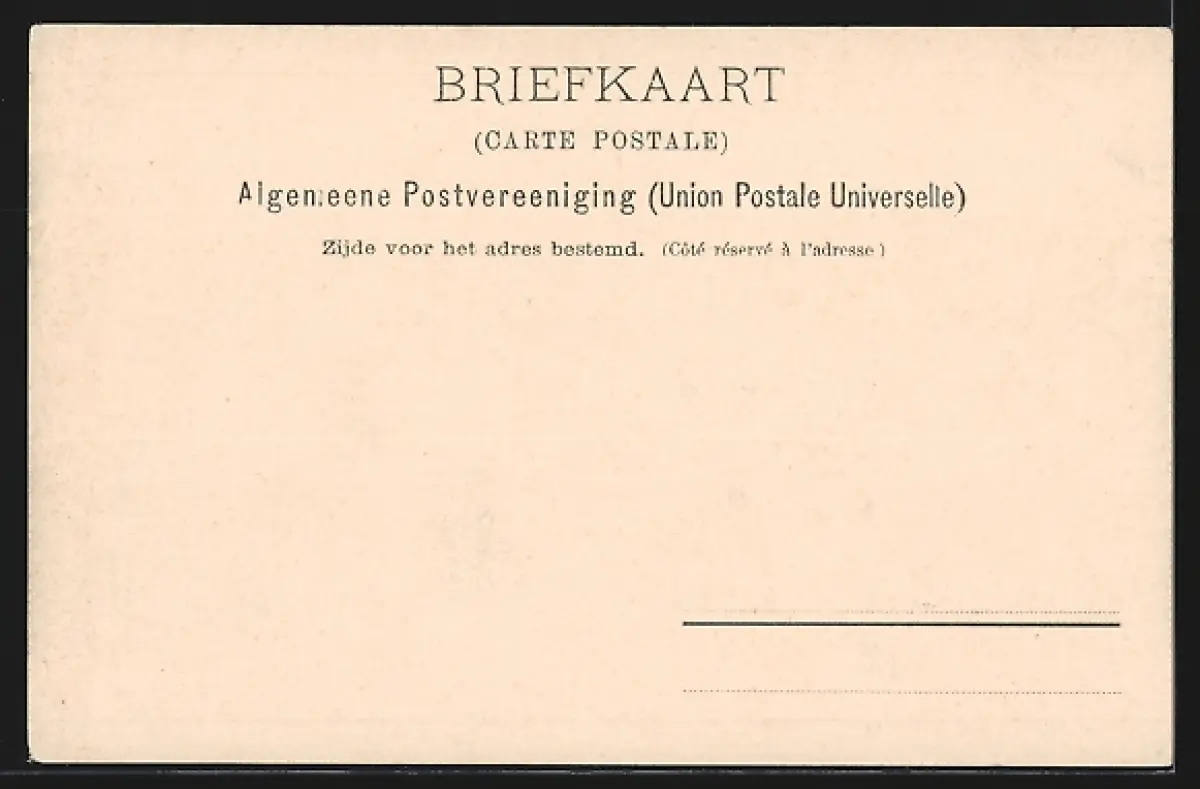 BRIEFKAART
(CARTE POSTALE)
Algemeene Postvereeniging (Union Postale Universelle)
Zijde voor het adres bestemd. (Côté réservé à l'adresse)